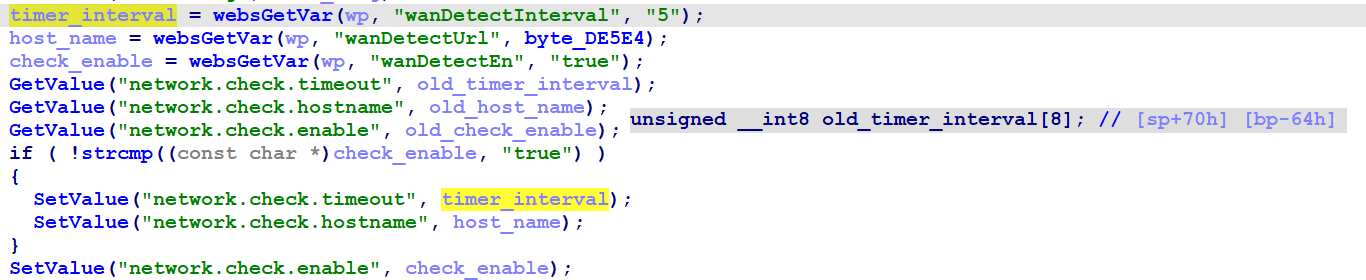 timer_interval = websGetVar(wp, "wanDetectInterval", "5");
host_name = websGetVar(wp, "wanDetectUrl", byte_DE5E4);
check_enable = websGetVar(wp, "wanDetectEn", "true");
GetValue("network.check.timeout", old_timer_interval);
GetValue("network.check.hostname", old_host_name);
GetValue("network.check.enable", old_check_enable);
unsigned __int8 old_timer_interval[8]; // [sp+70h] [bp-64h]
if ( !strcmp((const char *)check_enable, "true") )
{
SetValue("network.check.timeout", timer_interval);
SetValue("network.check.hostname", host_name);
}
SetValue("network.check.enable", check_enable);